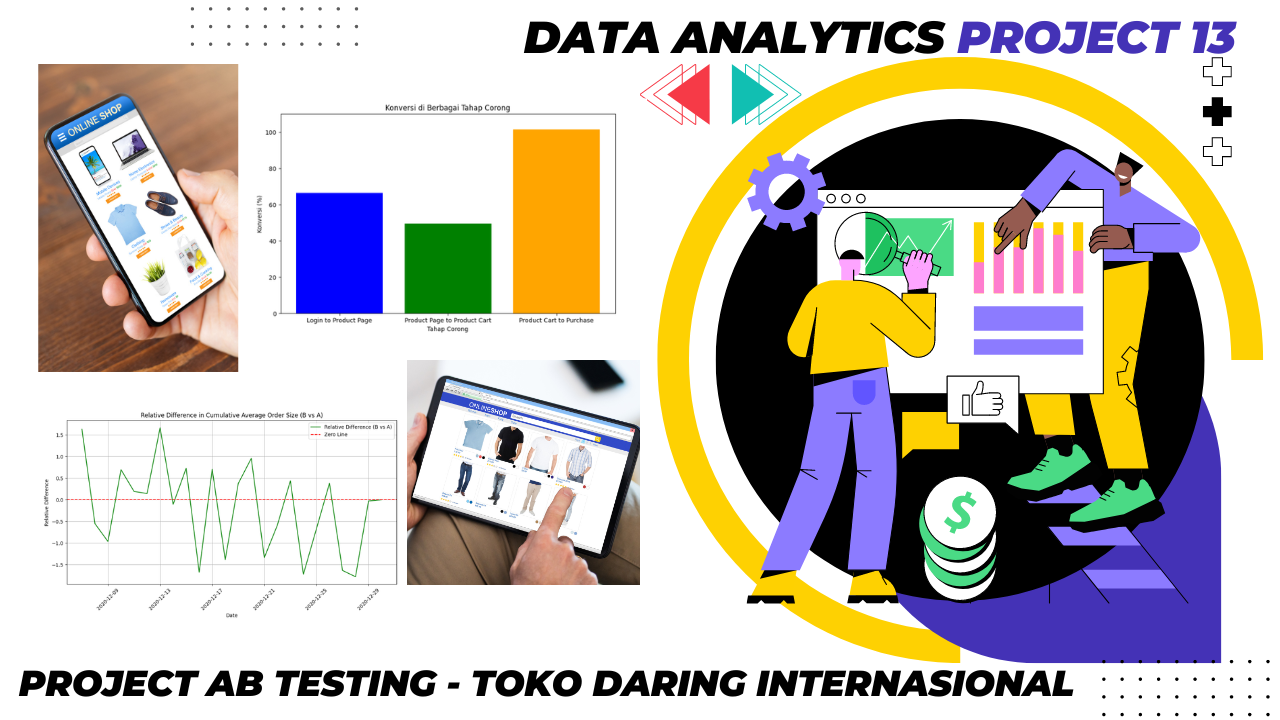 DATA ANALYTICS PROJECT 13
ONLINE SHOP
Konversi di Berbagai Tahap Corong
Konversi (%)
100
80
60
40
20
0
Login to Product Page
Product Page to Product Cart
Product Cart to Purchase
Tahap Corong
Relative Difference in Cumulative Average Order Size (B vs A)
Relative Difference (B vs A)
Zero Line
Relative Difference
1.5
1.0
0.5
0.0
−0.5
−1.0
−1.5
2020-12-09
2020-12-13
2020-12-17
2020-12-21
2020-12-25
2020-12-29
Date
ONLINESHOP
$
PROJECT AB TESTING - TOKO DARING INTERNASIONAL